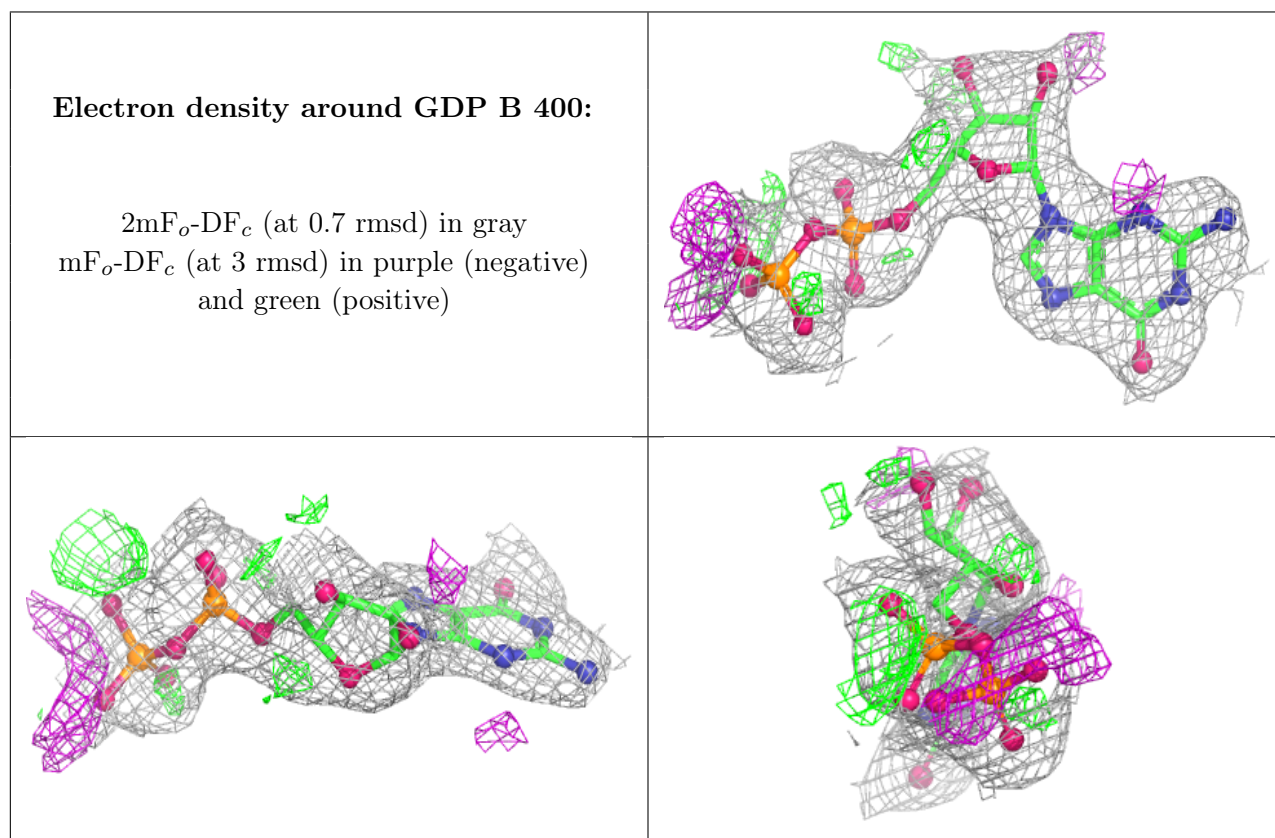 Electron density around GDP B 400:
2mFo-DFc (at 0.7 rmsd) in gray
mFo-DFc (at 3 rmsd) in purple (negative)
and green (positive)